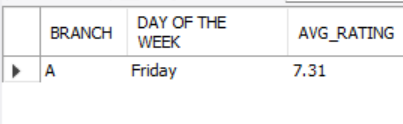 BRANCH DAY OF THE WEEK AVG_RATING
A Friday 7.31